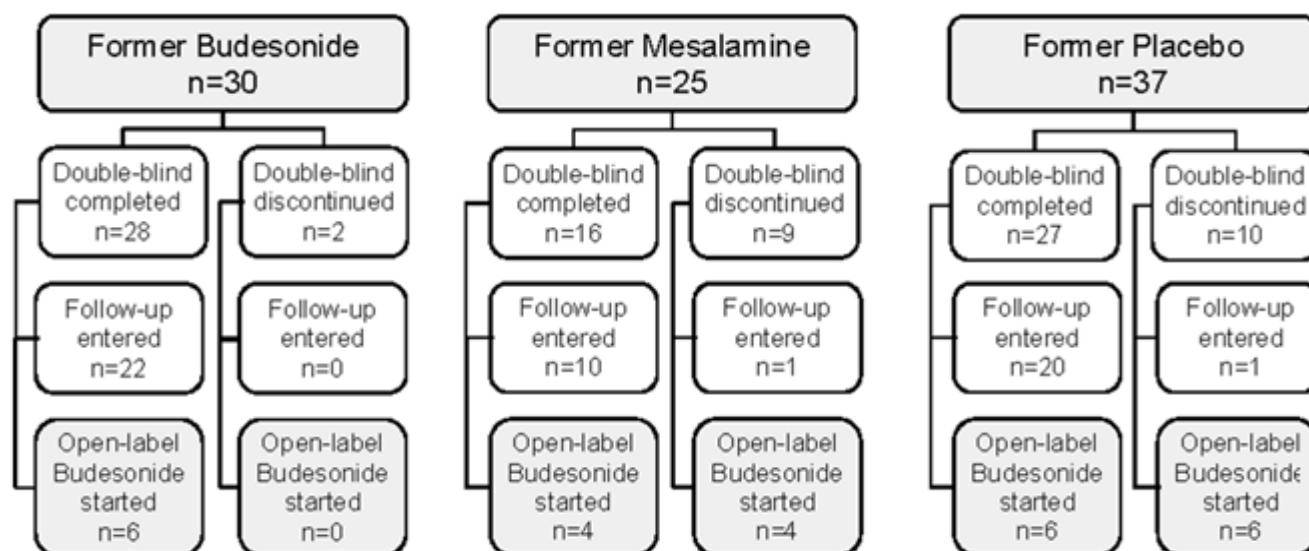 Former Budesonide
n=30
Double-blind
completed
n=28
Double-blind
discontinued
n=2
Follow-up
entered
n=22
Follow-up
entered
n=0
Open-label
Budesonide
started
n=6
Open-label
Budesonide
started
n=0
Former Mesalamine
n=25
Double-blind
completed
n=16
Double-blind
discontinued
n=9
Follow-up
entered
n=10
Follow-up
entered
n=1
Open-label
Budesonide
started
n=4
Open-label
Budesonide
started
n=4
Former Placebo
n=37
Double-blind
completed
n=27
Double-blind
discontinued
n=10
Follow-up
entered
n=20
Follow-up
entered
n=1
Open-label
Budesonide
started
n=6
Open-label
Budesonide
started
n=6